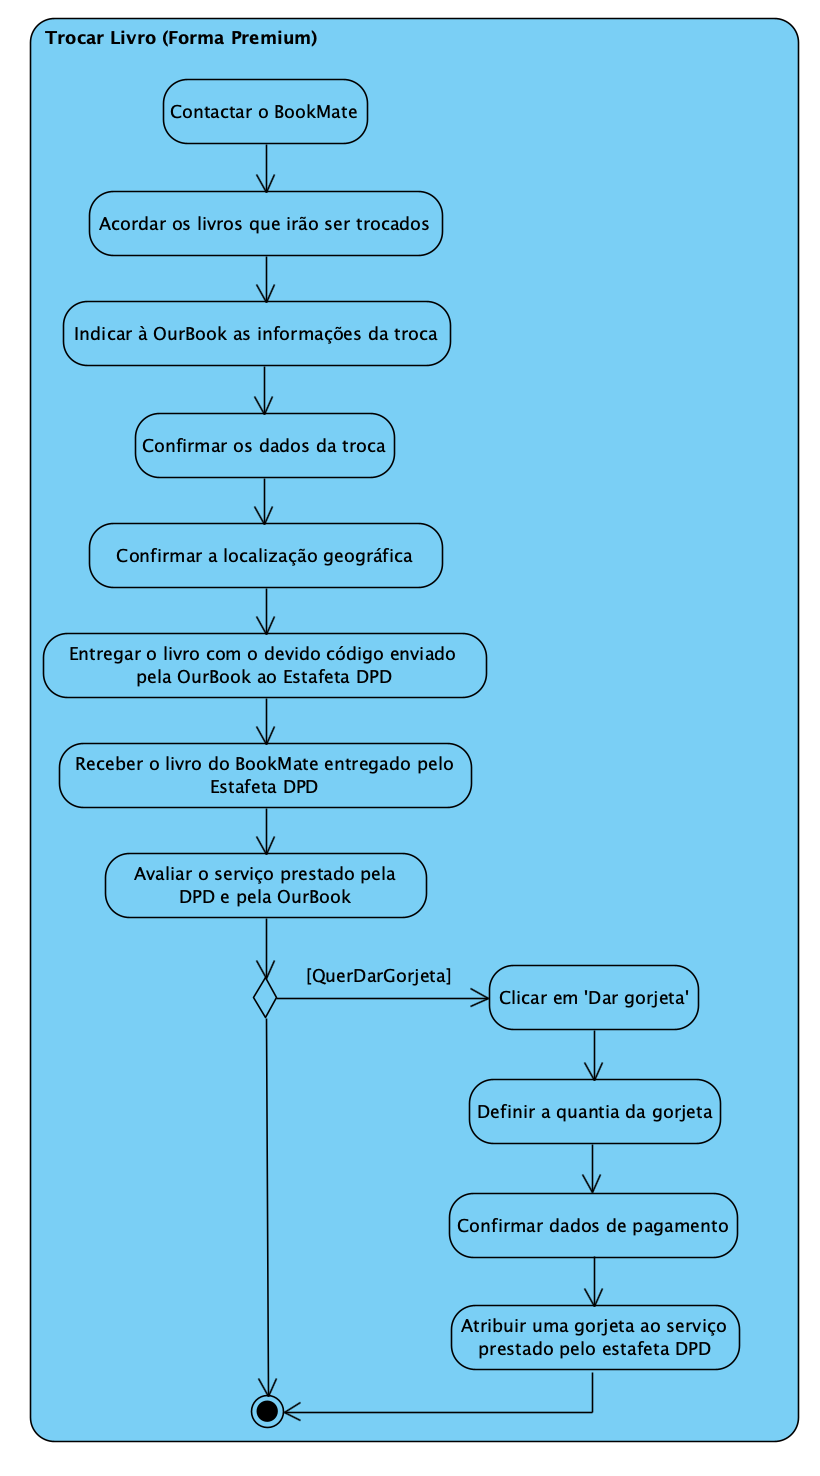 Trocar Livro (Forma Premium)
Contactar o BookMate
Acordar os livros que irão ser trocados
Indicar à OurBook as informações da troca
Confirmar os dados da troca
Confirmar a localização geográfica
Entregar o livro com o devido código enviado
pela OurBook ao Estafeta DPD
Receber o livro do BookMate entregado pelo
Estafeta DPD
Avaliar o serviço prestado pela
DPD e pela OurBook
[QuerDarGorjeta]
Clicar em 'Dar gorjeta'
Definir a quantia da gorjeta
Confirmar dados de pagamento
Atribuir uma gorjeta ao serviço
prestado pelo estafeta DPD